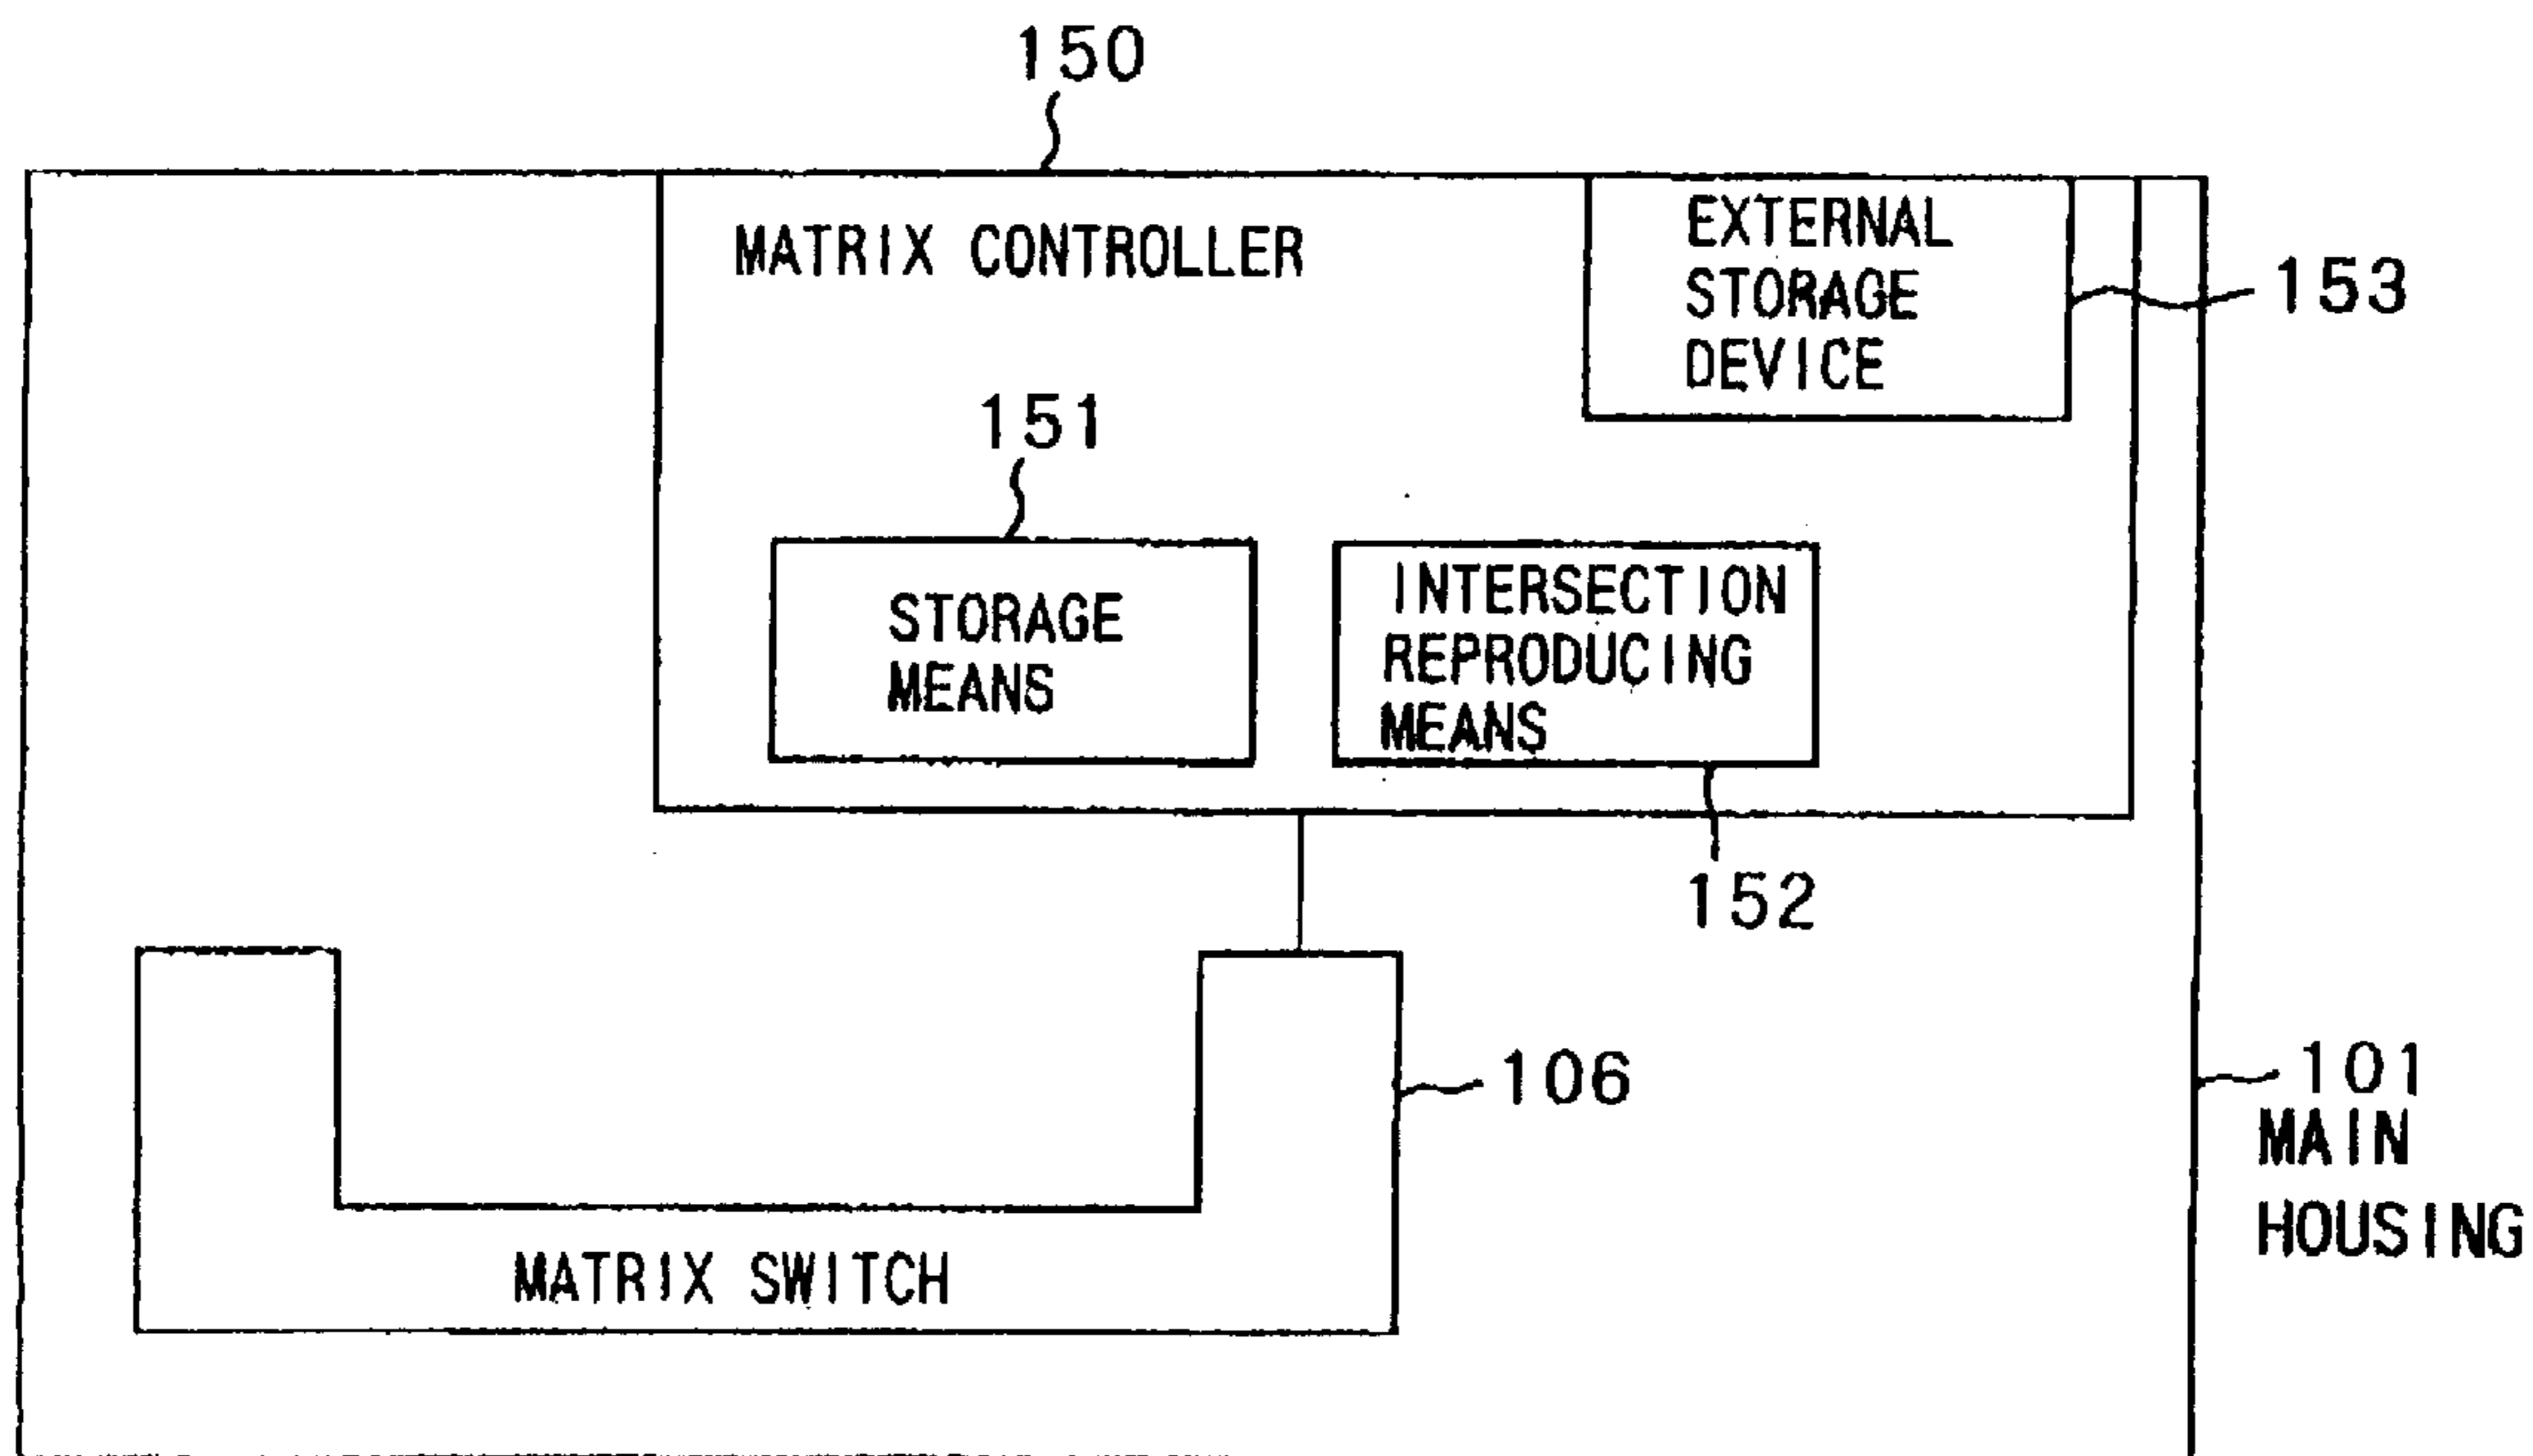 150
MATRIX CONTROLLER
EXTERNAL
STORAGE
DEVICE
153
151
STORAGE
MEANS
INTERSECTION
REPRODUCING
MEANS
152
106
101
MAIN
HOUSING
MATRIX SWITCH